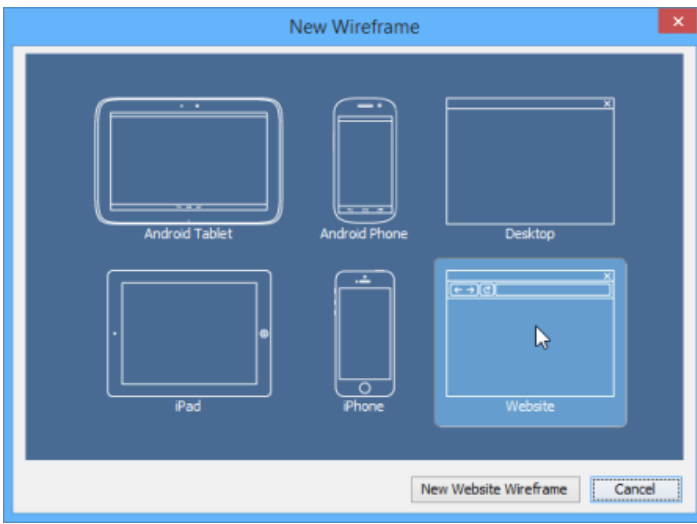 New Wireframe
Android Tablet
Android Phone
Desktop
iPad
iPhone
Website
New Website Wireframe
Cancel